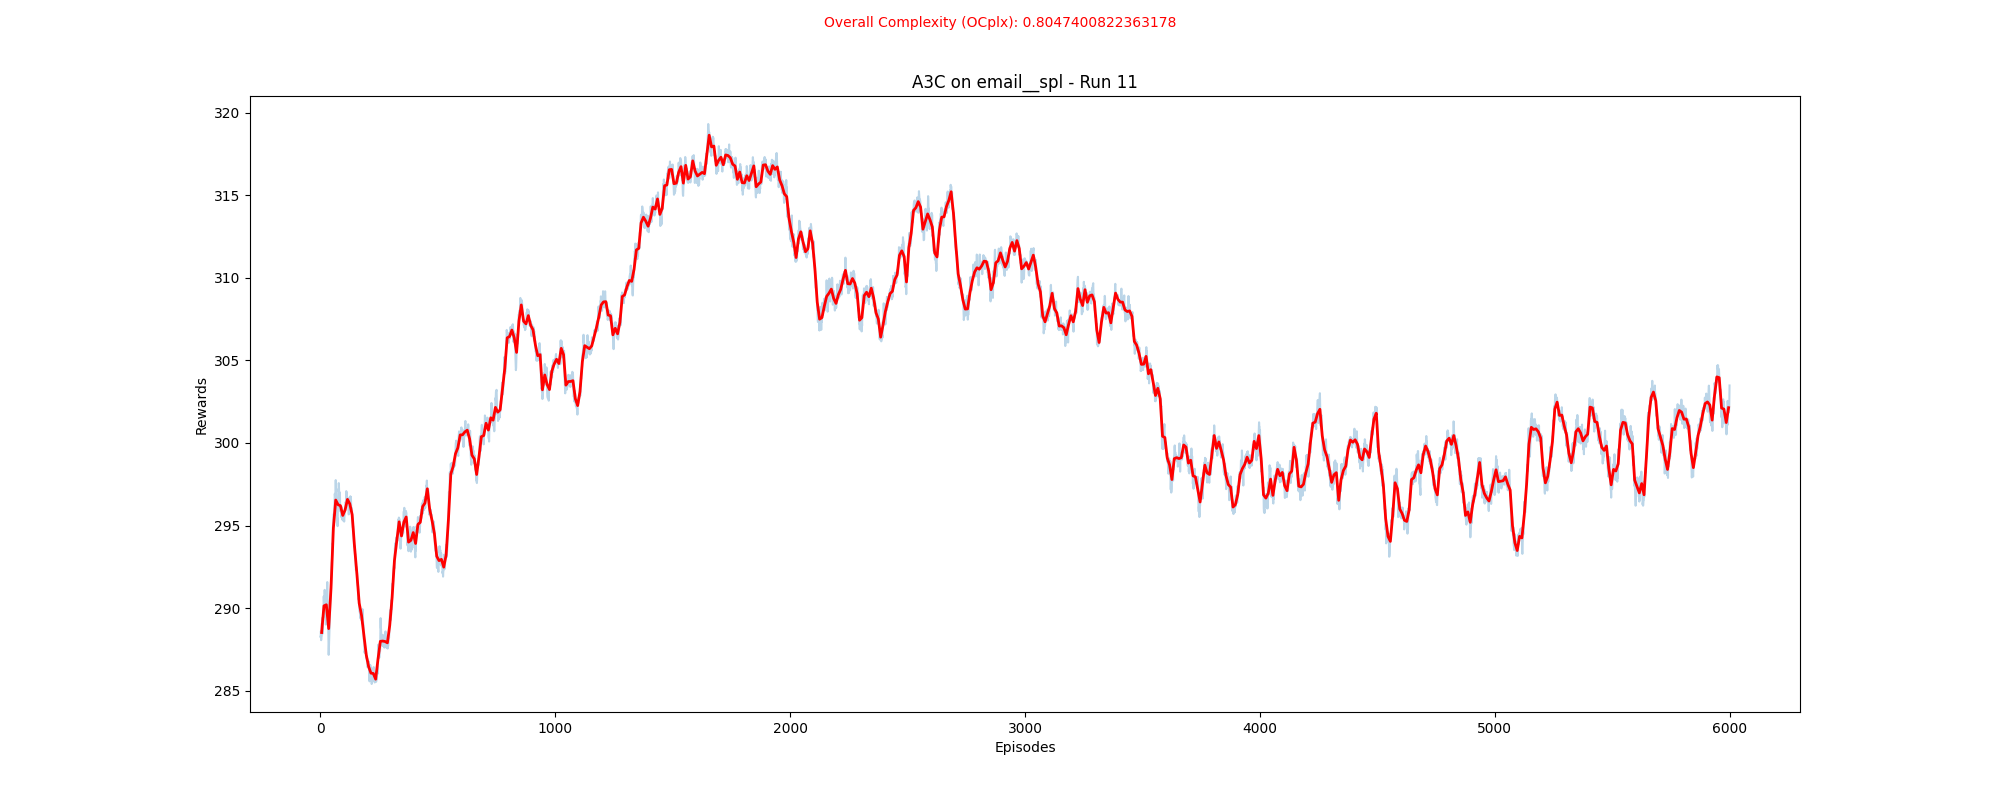 Overall Complexity (OCplx): 0.8047400822363178
A3C on email__spl - Run 11
320
315
310
305
300
295
290
285
Rewards
0 1000 2000 3000 4000 5000 6000
Episodes